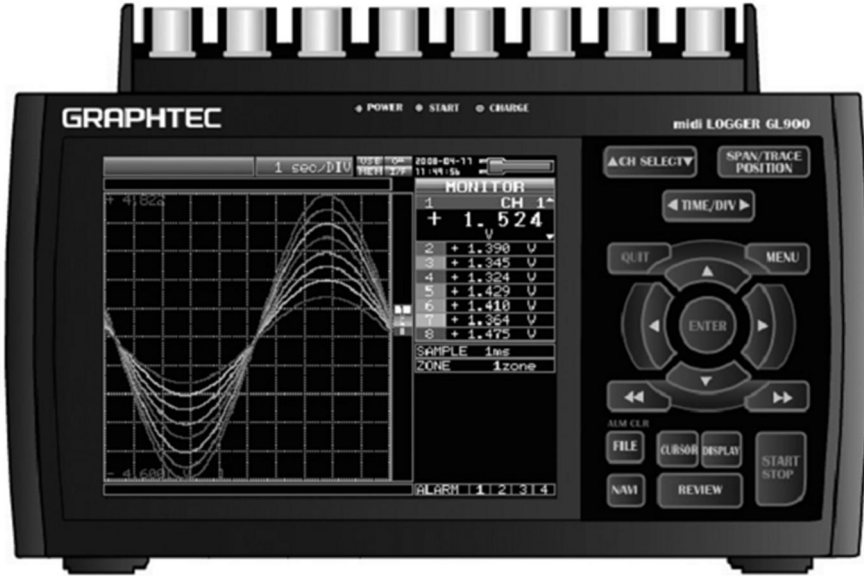 GRAPHTEC
POWER START CHARGE
midi LOGGER GL900
1 sec/DIV
USB
MEM I/F
2008-04-
11:49:56
+ 4.822
MONITOR
1 CH 1
+ 1.524
V
2 + 1.390 V
3 + 1.345 V
4 + 1.324 V
5 + 1.429 V
6 + 1.410 V
7 + 1.364 V
8 + 1.475 V
SAMPLE 1ms
ZONE 1zone
ALARM 1 2 3 4
▲CH SELECT▼
SPAN/TRACE
POSITION
◀ TIME/DIV ▶
QUIT
MENU
ENTER
ALM CLR
FILE
CURSOR
DISPLAY
START
STOP
NAVI
REVIEW